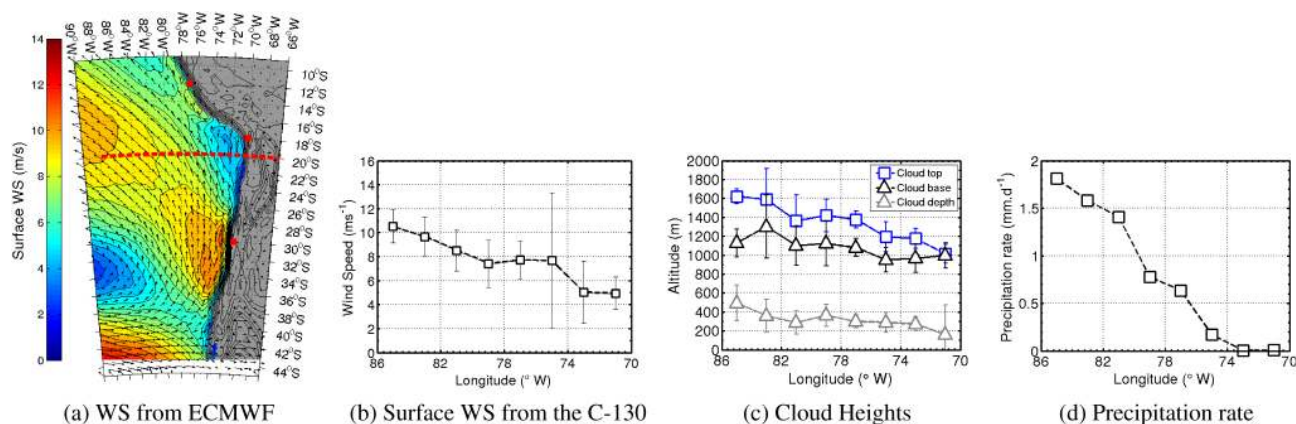 90°W
88°W
86°W
84°W
82°W
80°W
78°W
76°W
74°W
72°W
70°W
69°W
14
12
10
8
6
4
2
0
Surface WS (m/s)
10°S
12°S
14°S
16°S
18°S
20°S
22°S
24°S
26°S
28°S
30°S
32°S
34°S
36°S
38°S
40°S
42°S
44°S
(a) WS from ECMWF
16
14
12
10
8
6
4
2
0
Wind Speed (ms⁻¹)
86 82 78 74 70
Longitude (° W)
(b) Surface WS from the C-130
2000
1800
1600
1400
1200
1000
800
600
400
200
0
Altitude (m)
Cloud top
Cloud base
Cloud depth
82 78 74 70
Longitude (° W)
(c) Cloud Heights
2
1.5
1
0.5
0
Precipitation rate (mm.d⁻¹)
86 82 78 74 70
Longitude (° W)
(d) Precipitation rate